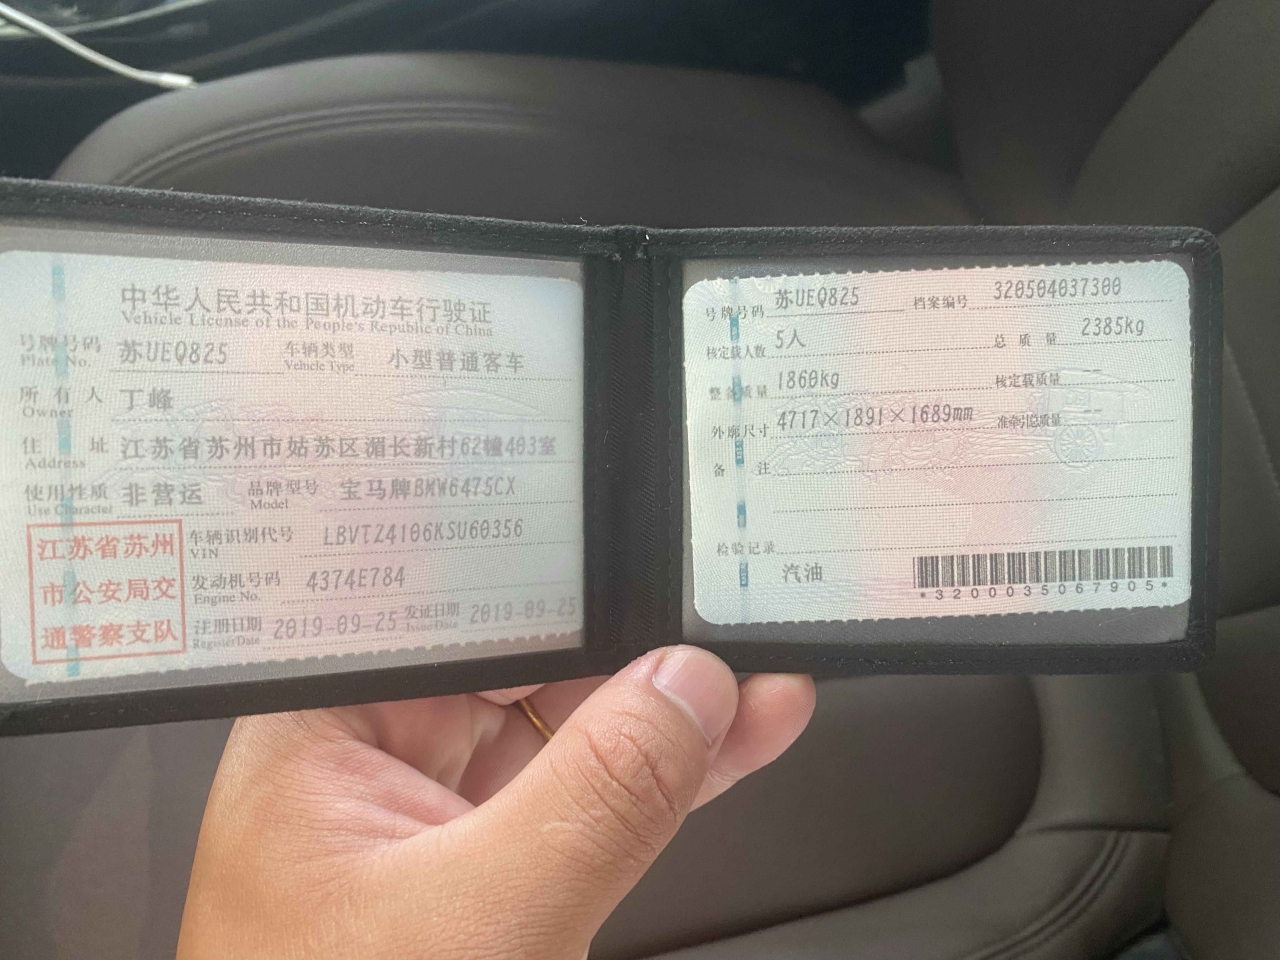 中华人民共和国机动车行驶证
Vehicle License of the People's Republic of China
号牌号码 苏UEQ825 车辆类型 小型普通客车
Plate No. Vehicle Type
所有人 丁峰
Owner
住址 江苏省苏州市姑苏区湄长新村62幢403室
Address
使用性质 非营运 品牌型号 宝马牌BMW6475CX
Use Character Model
江苏省苏州
市公安局交
通警察支队
车辆识别代号 LBVTZ4106KSU60356
VIN
发动机号码 4374E784
Engine No.
注册日期 2019-09-25 发证日期 2019-09-25
Register Date Issue Date
号牌号码 苏UEQ825 档案编号 320504037300
核定载人数 5人 总质量 2385kg
整备质量 1860kg 核定载质量 --
外廓尺寸 4717×1891×1689mm 准牵引总质量 --
备注
检验记录
汽油
*3200035067905*